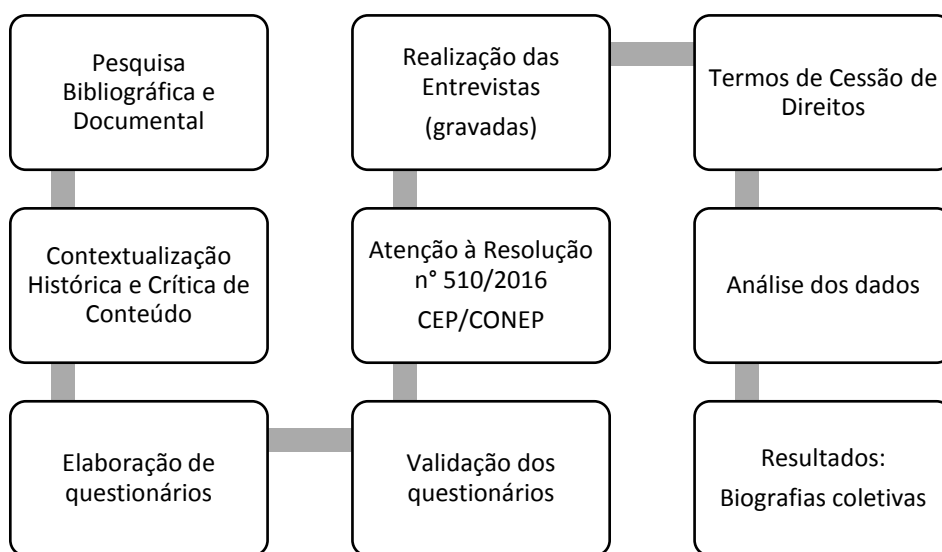 Pesquisa
Bibliográfica e
Documental
Contextualização
Histórica e Crítica de
Conteúdo
Elaboração de
questionários
Validação dos
questionários
Atenção à Resolução
n° 510/2016
CEP/CONEP
Realização das
Entrevistas
(gravadas)
Termos de Cessão de
Direitos
Análise dos dados
Resultados:
Biografias coletivas